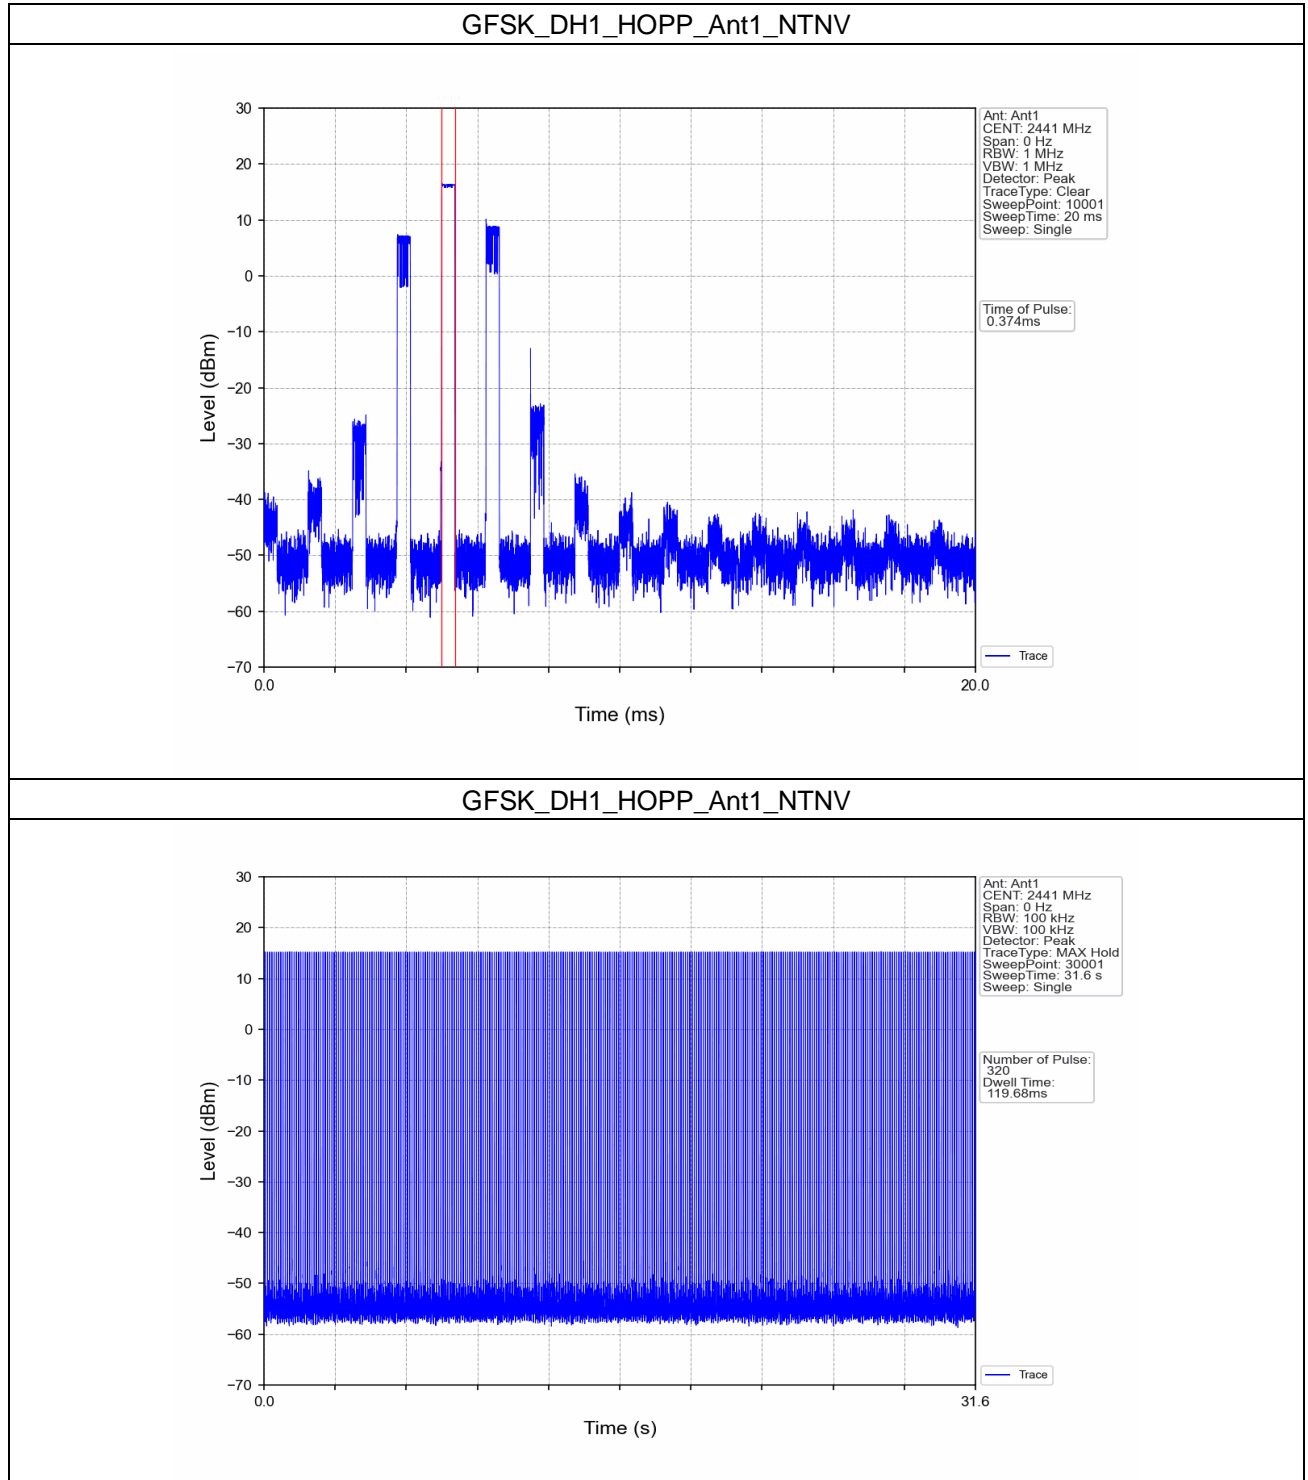 GFSK_DH1_HOPP_Ant1_NTNV
30
20
10
0
−10
−20
−30
−40
−50
−60
−70
Level (dBm)
0.0
20.0
Time (ms)
Ant: Ant1
CENT: 2441 MHz
Span: 0 Hz
RBW: 1 MHz
VBW: 1 MHz
Detector: Peak
TraceType: Clear
SweepPoint: 10001
SweepTime: 20 ms
Sweep: Single
Time of Pulse:
0.374ms
Trace
GFSK_DH1_HOPP_Ant1_NTNV
30
20
10
0
−10
−20
−30
−40
−50
−60
−70
Level (dBm)
0.0
31.6
Time (s)
Ant: Ant1
CENT: 2441 MHz
Span: 0 Hz
RBW: 100 kHz
VBW: 100 kHz
Detector: Peak
TraceType: MAX Hold
SweepPoint: 30001
SweepTime: 31.6 s
Sweep: Single
Number of Pulse:
320
Dwell Time:
119.68ms
Trace